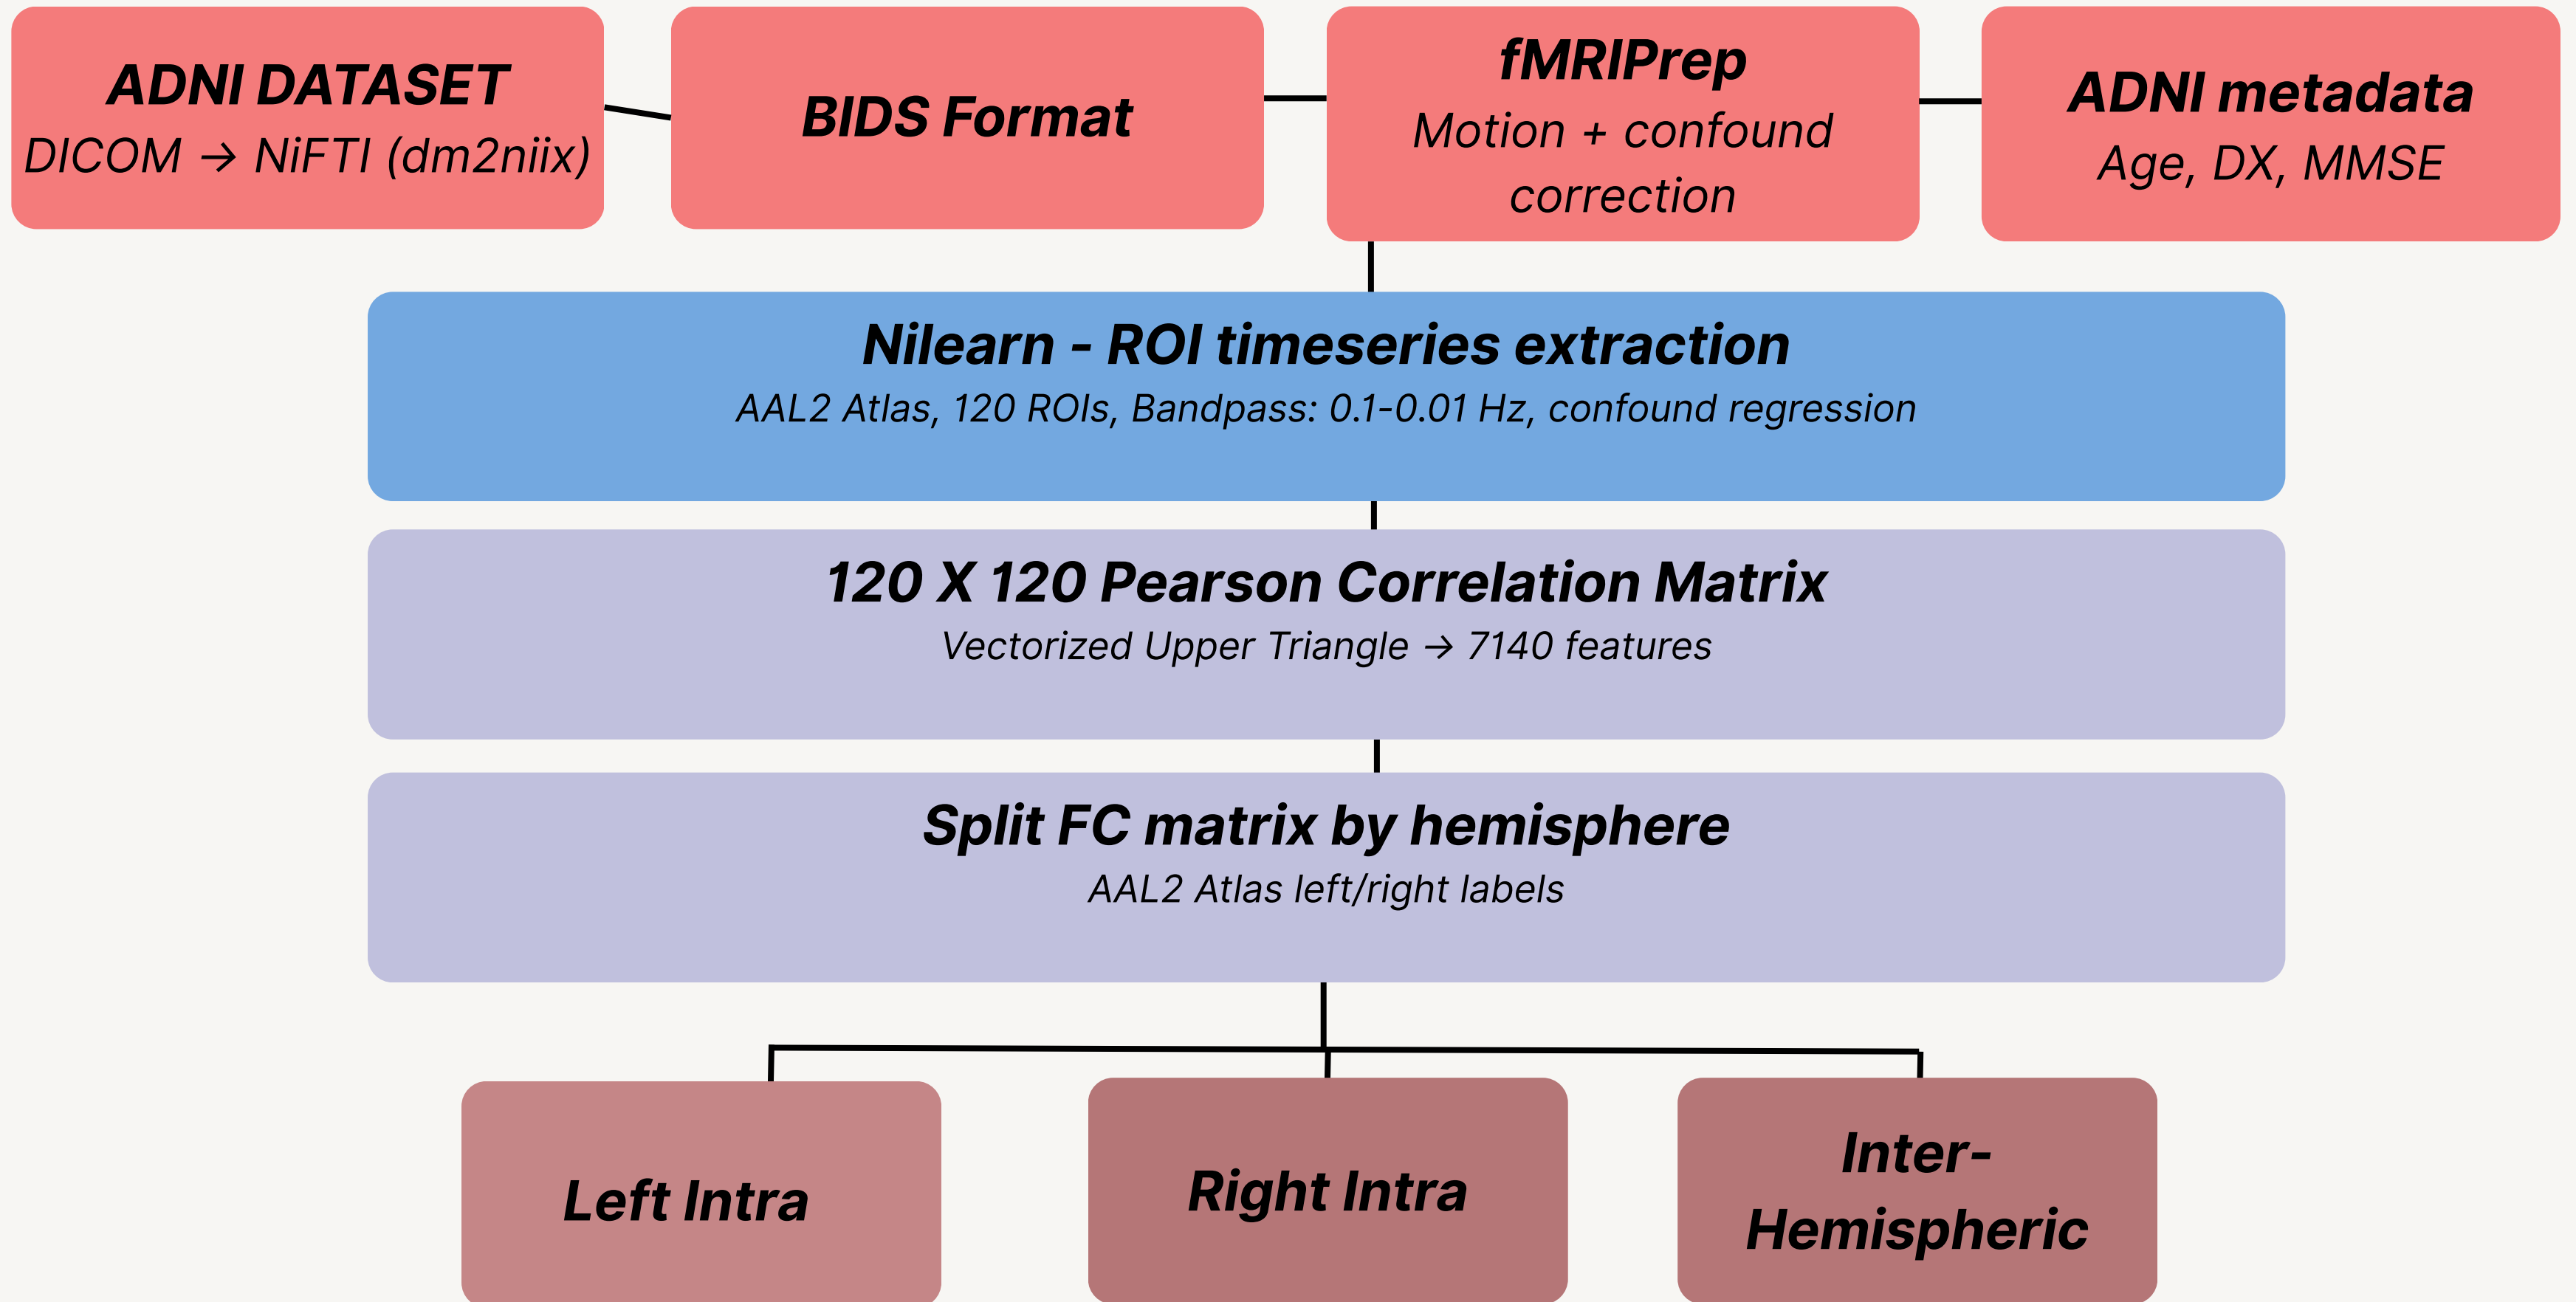 ADNI DATASET
DICOM → NiFTI (dm2niix)
BIDS Format
fMRIPrep
Motion + confound
correction
ADNI metadata
Age, DX, MMSE
Nilearn - ROI timeseries extraction
AAL2 Atlas, 120 ROIs, Bandpass: 0.1-0.01 Hz, confound regression
120 X 120 Pearson Correlation Matrix
Vectorized Upper Triangle → 7140 features
Split FC matrix by hemisphere
AAL2 Atlas left/right labels
Left Intra
Right Intra
Inter-
Hemispheric